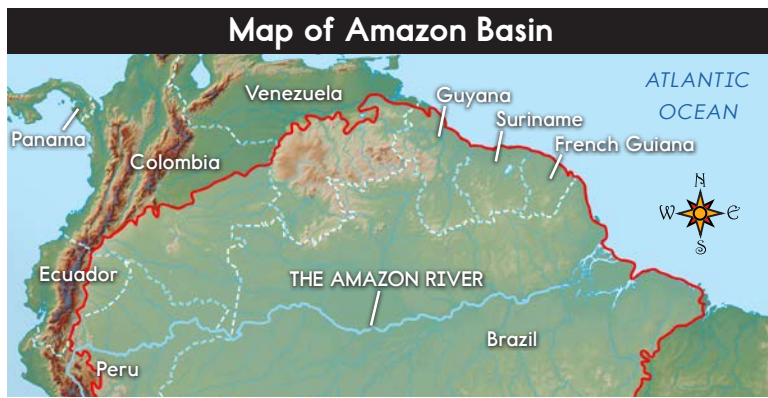 Map of Amazon Basin
ATLANTIC
OCEAN
Venezuela
Guyana
Suriname
French Guiana
Panama
Colombia
N
W
E
S
Ecuador
THE AMAZON RIVER
Brazil
Peru